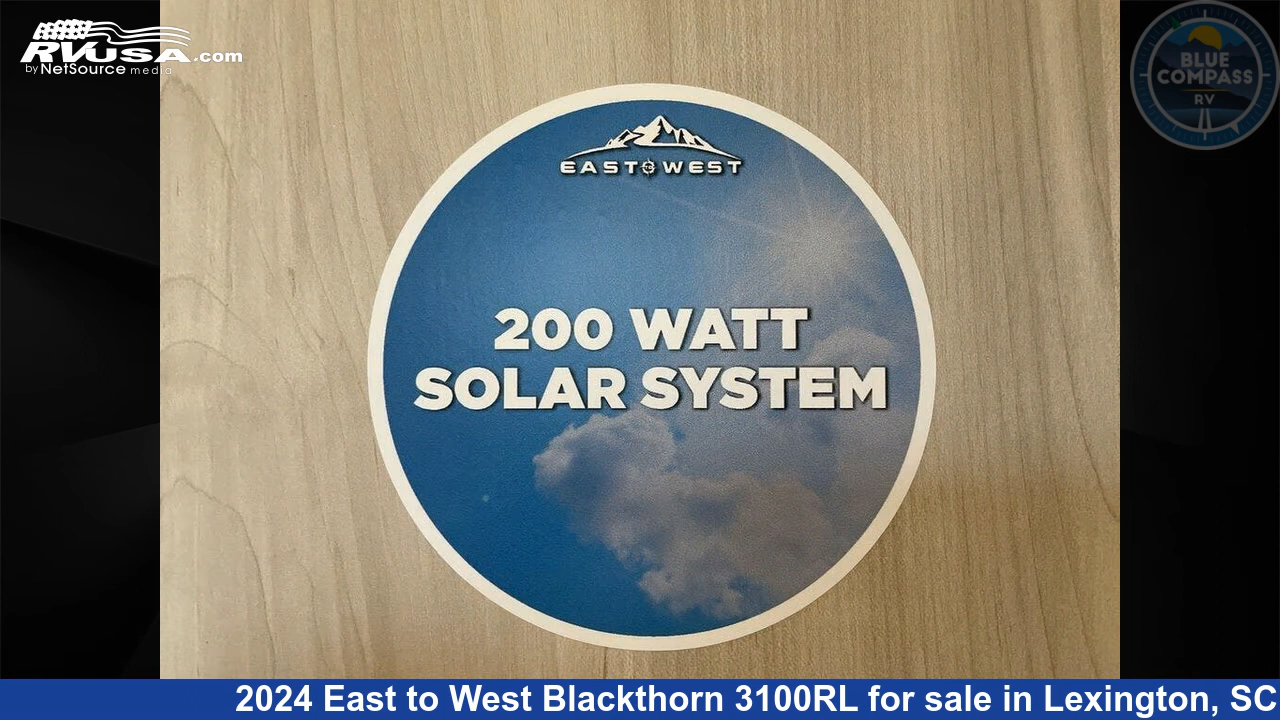 RVUSA.com
by NetSource media
BLUE
COMPASS
RV
EAST TO WEST
200 WATT
SOLAR SYSTEM
2024 East to West Blackthorn 3100RL for sale in Lexington, SC